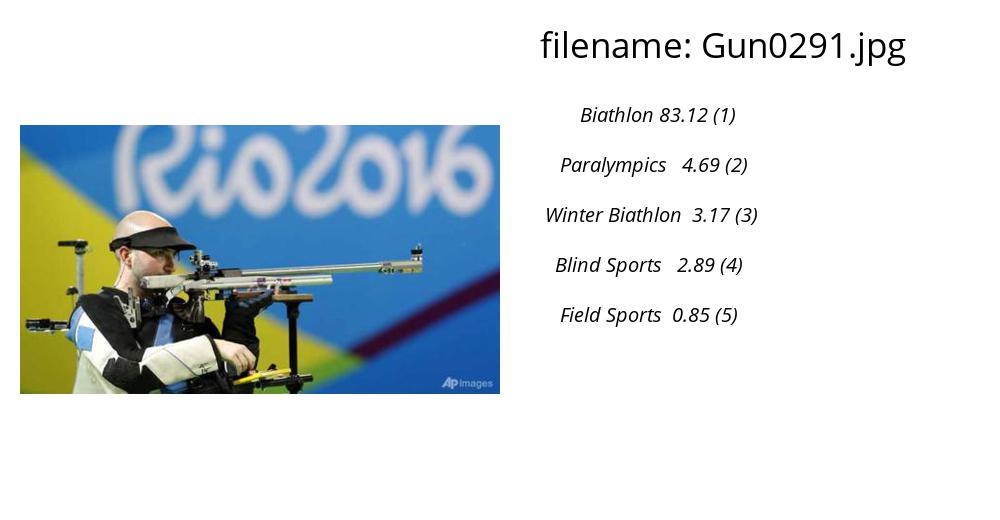 filename: Gun0291.jpg
Biathlon 83.12 (1)
Paralympics 4.69 (2)
Winter Biathlon 3.17 (3)
Blind Sports 2.89 (4)
Field Sports 0.85 (5)
Rio2016
AP Images